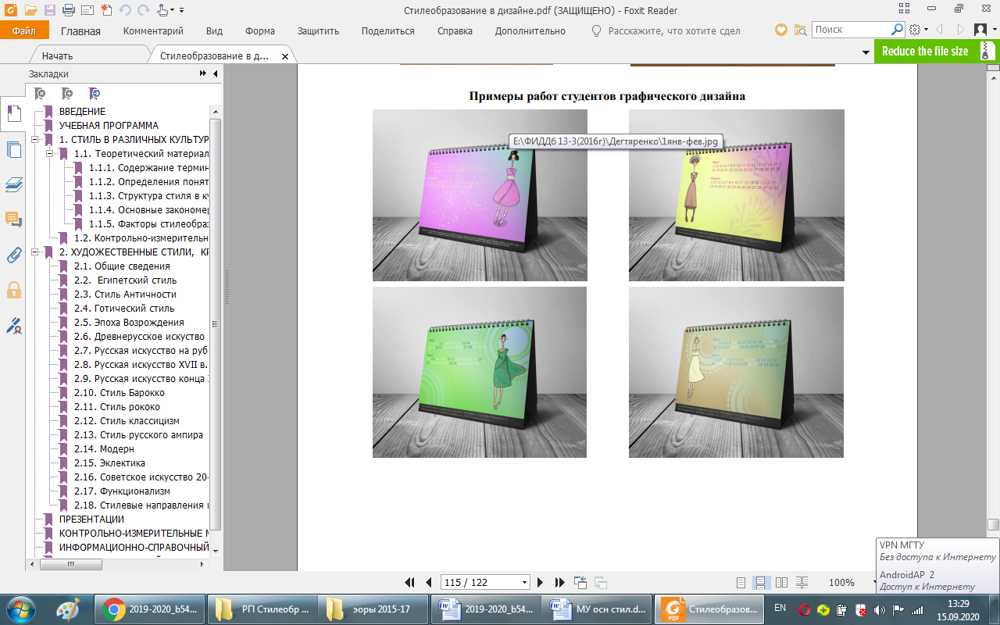 Стилеобразование в дизайне.pdf (ЗАЩИЩЕНО) - Foxit Reader
Файл Главная Комментарий Вид Форма Защитить Поделиться Справка Дополнительно Расскажите, что хотите сдел Поиск
Начать Стилеобразование в д... Reduce the file size
Закладки
ВВЕДЕНИЕ
УЧЕБНАЯ ПРОГРАММА
1. СТИЛЬ В РАЗЛИЧНЫХ КУЛЬТУР
1.1. Теоретический материал
1.1.1. Содержание термин
1.1.2. Определения понят
1.1.3. Структура стиля в ку
1.1.4. Основные закономер
1.1.5. Факторы стилеобраз
1.2. Контрольно-измерительн
2. ХУДОЖЕСТВЕННЫЕ СТИЛИ, КР
2.1. Общие сведения
2.2. Египетский стиль
2.3. Стиль Античности
2.4. Готический стиль
2.5. Эпоха Возрождения
2.6. Древнерусское искуство
2.7. Русская искусство на руб
2.8. Русская искусство XVII в.
2.9. Русская искусство конца
2.10. Стиль Барокко
2.11. Стиль рококо
2.12. Стиль классицизм
2.13. Стиль русского ампира
2.14. Модерн
2.15. Эклектика
2.16. Советское искусство 20-
2.17. Функционализм
2.18. Стилевые направления
ПРЕЗЕНТАЦИИ
КОНТРОЛЬНО-ИЗМЕРИТЕЛЬНЫЕ
ИНФОРМАЦИОННО-СПРАВОЧНЫЙ
Примеры работ студентов графического дизайна
E:\ФИДДб 13-3(2016г)\Дегтяренко\1янв-фев.jpg
VPN МГТУ
Без доступа к Интернету
AndroidAP 2
Доступ к Интернету
115 / 122 100%
2019-2020_b54... РП Стилеобр ... эоры 2015-17 2019-2020_b54... МУ осн стил.d... Стилеобразов... EN 13:29
15.09.2020